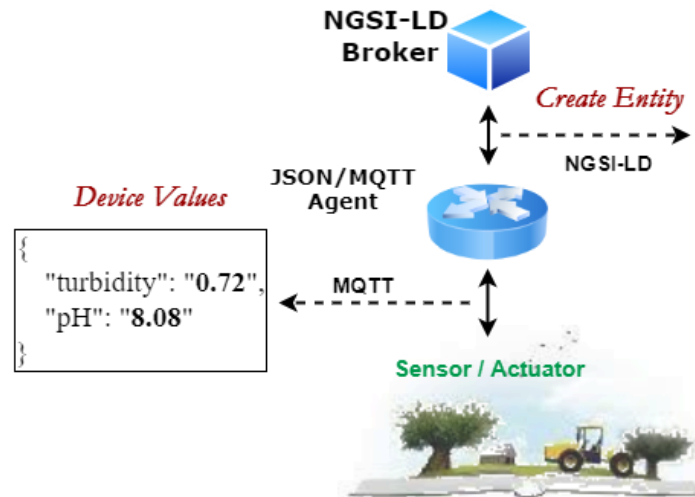 NGSI-LD
Broker
Create Entity
NGSI-LD
JSON/MQTT
Agent
Device Values
{
"turbidity": "0.72",
"pH": "8.08"
}
MQTT
Sensor / Actuator